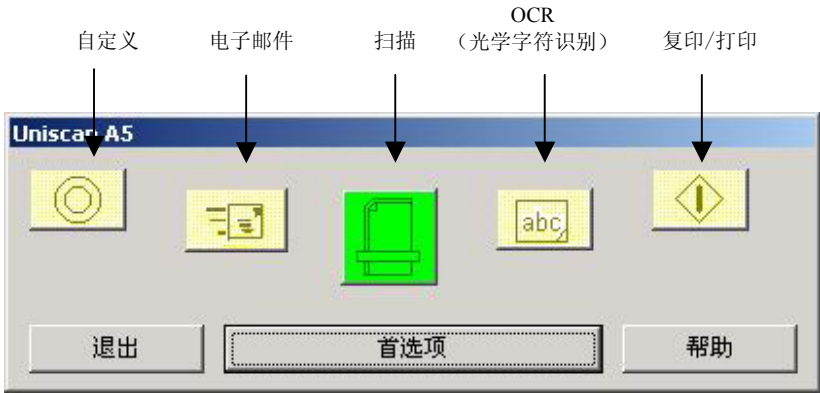 OCR
自定义 电子邮件 扫描 （光学字符识别） 复印/打印
Uniscan A5
abc
退出 首选项 帮助